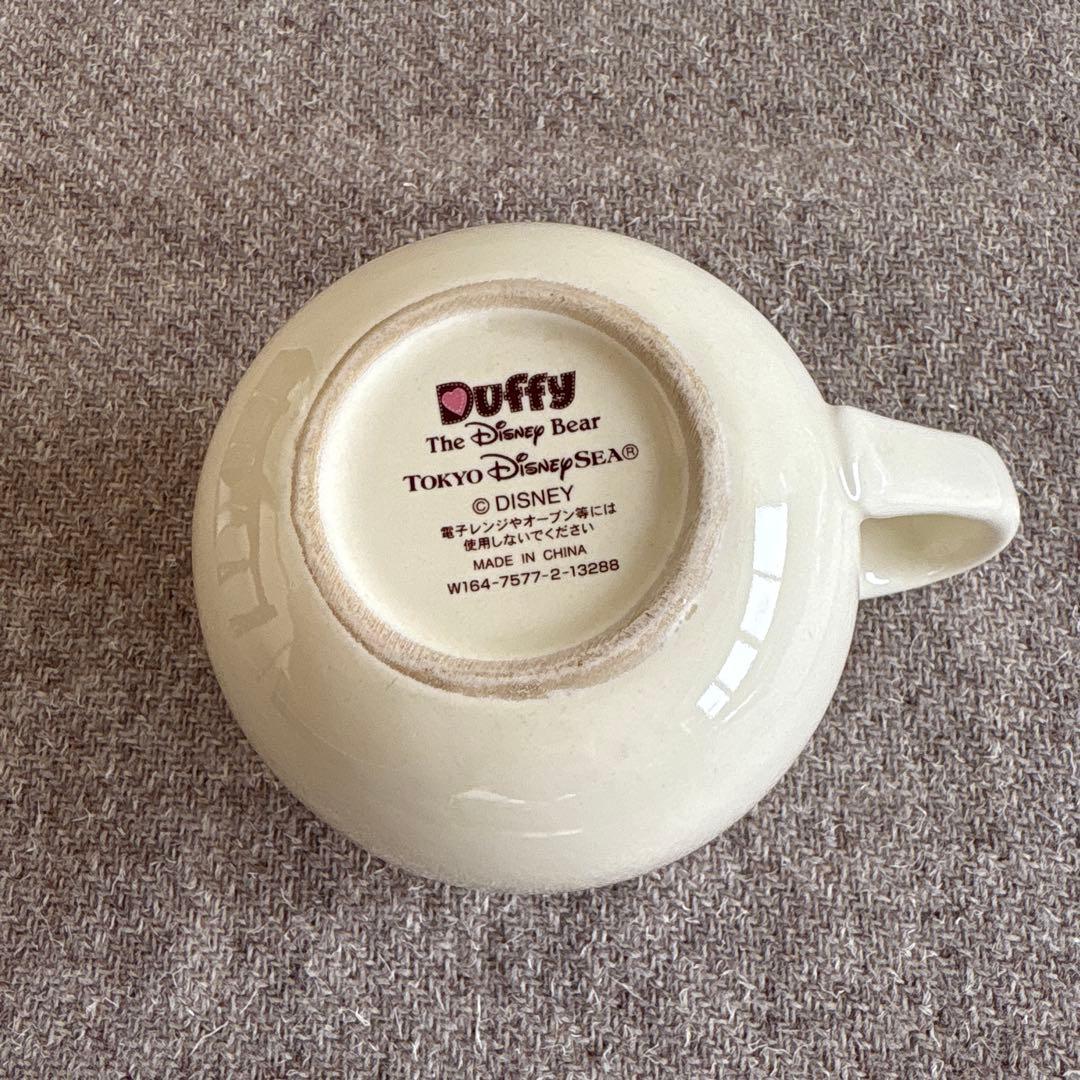 Duffy
The Disney Bear
TOKYO DISNEYSEA®
© DISNEY
電子レンジやオーブン等には
使用しないでください
MADE IN CHINA
W164-7577-2-13288